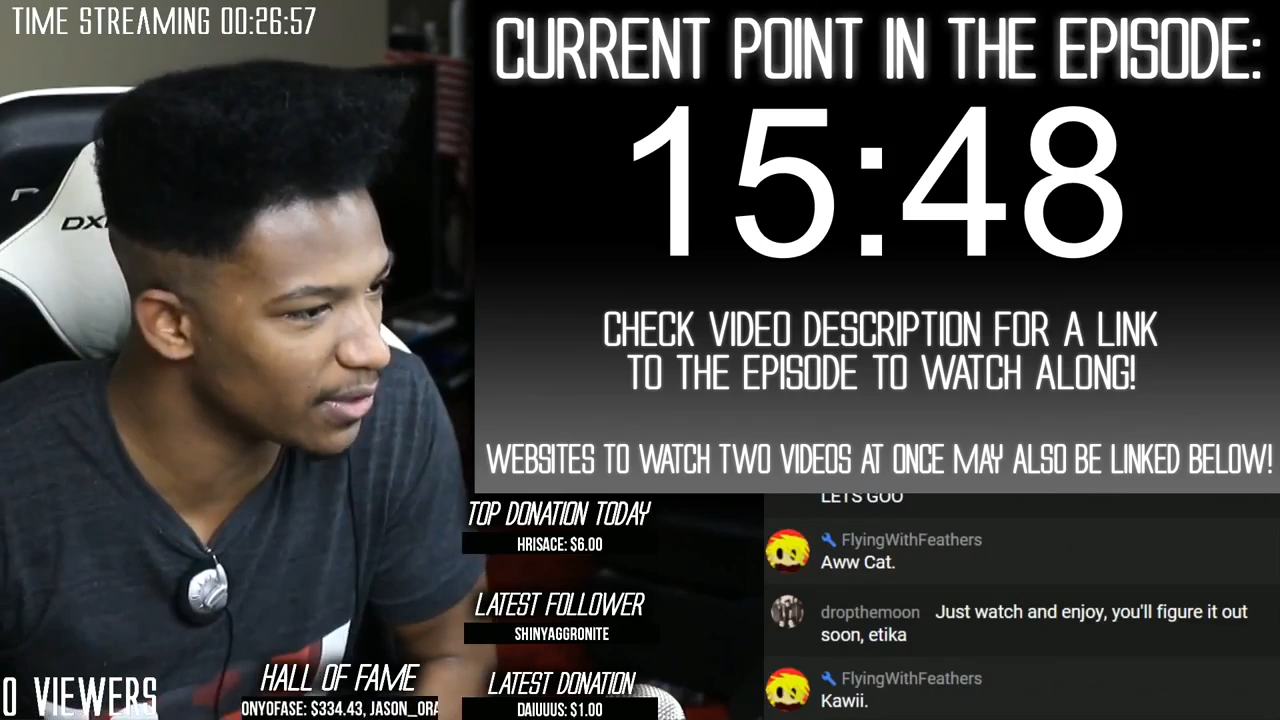 TIME STREAMING 00:26:57
CURRENT POINT IN THE EPISODE:
15:48
CHECK VIDEO DESCRIPTION FOR A LINK
TO THE EPISODE TO WATCH ALONG!
WEBSITES TO WATCH TWO VIDEOS AT ONCE MAY ALSO BE LINKED BELOW!
LETS GOO
FlyingWithFeathers
Aww Cat.
dropthemoon Just watch and enjoy, you'll figure it out
soon, etika
FlyingWithFeathers
Kawii.
TOP DONATION TODAY
HRISACE: $6.00
LATEST FOLLOWER
SHINYAGGRONITE
LATEST DONATION
DAIUUUS: $1.00
HALL OF FAME
ONYOFASE: $334.43, JASON_ORA
0 VIEWERS
DX